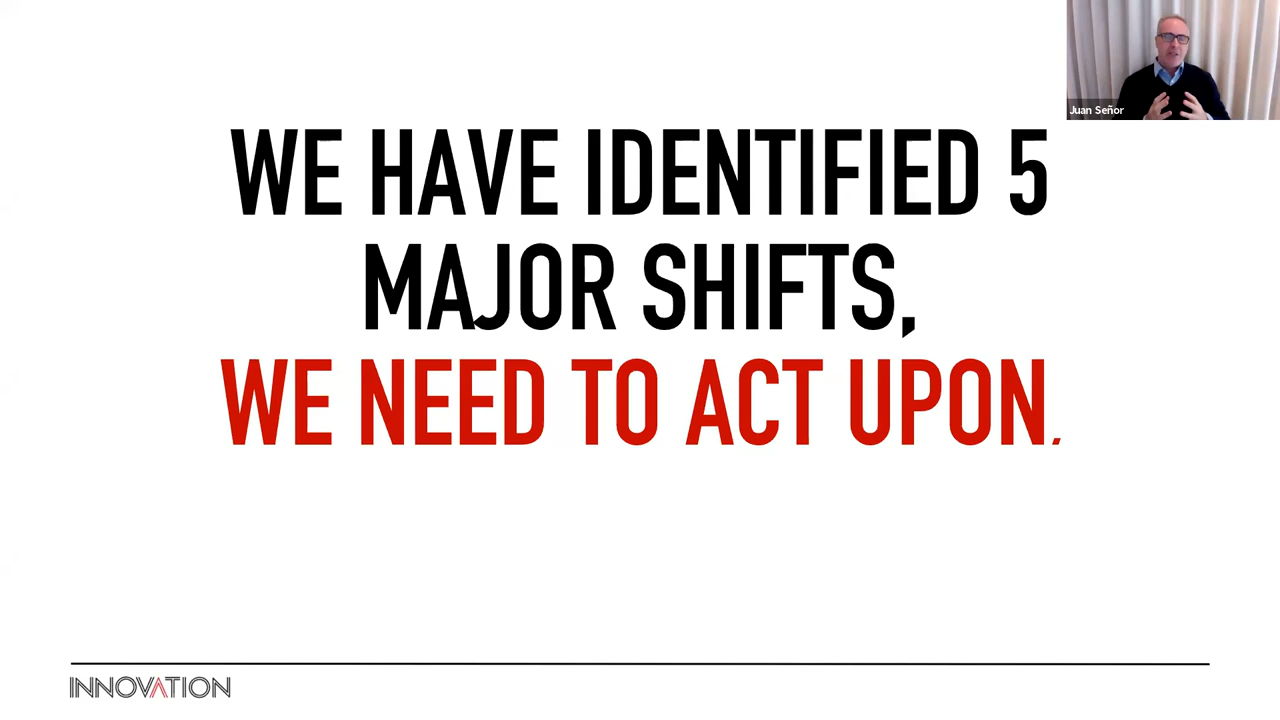 Juan Señor
WE HAVE IDENTIFIED 5
MAJOR SHIFTS,
WE NEED TO ACT UPON.
INNOVATION